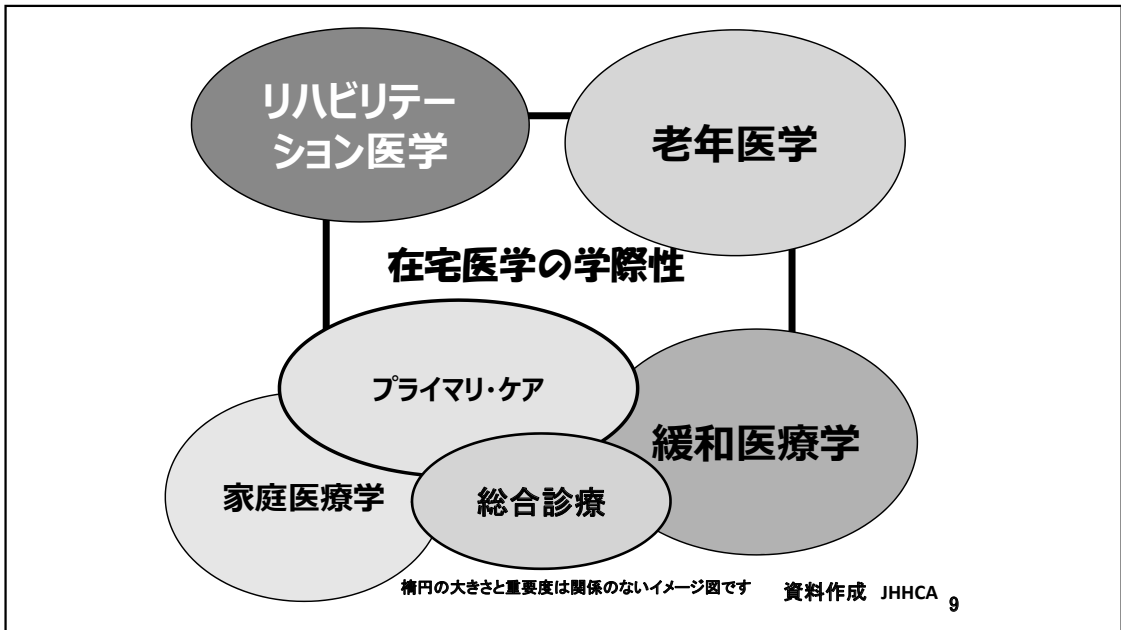 リハビリテー
ション医学
老年医学
在宅医学の学際性
プライマリ・ケア
緩和医療学
家庭医療学
総合診療
楕円の大きさと重要度は関係のないイメージ図です
資料作成 JHHCA
9